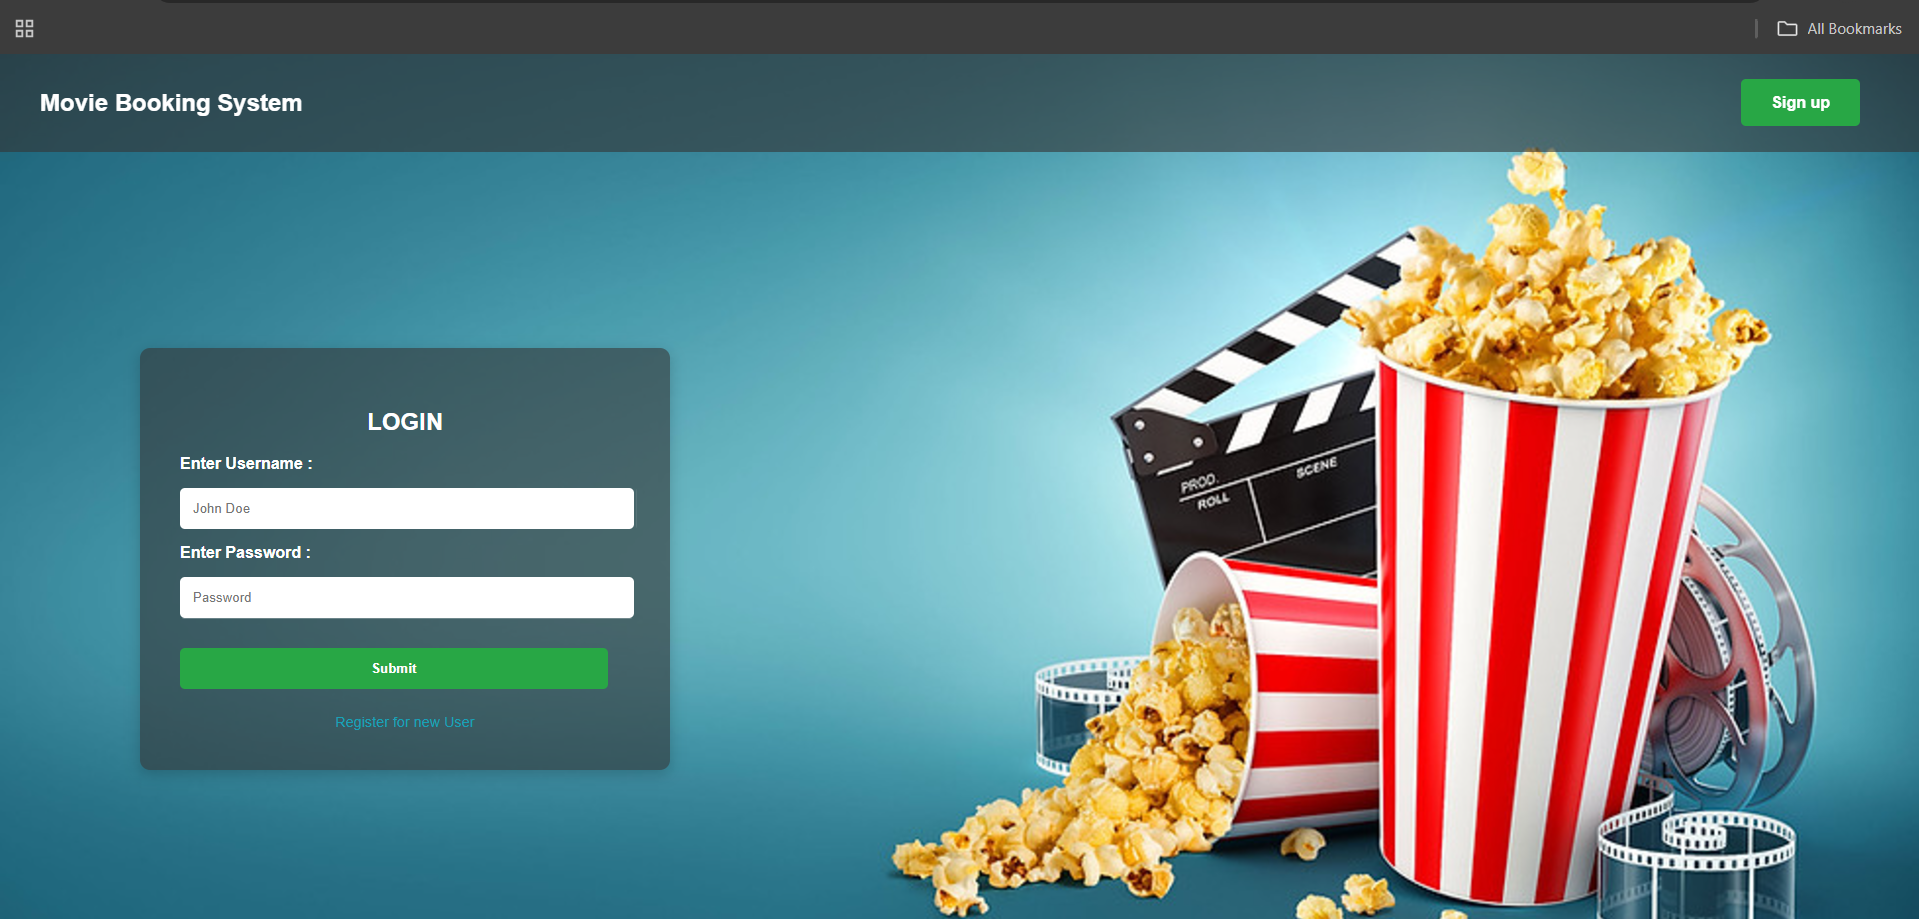 All Bookmarks
Movie Booking System
Sign up
LOGIN
Enter Username :
John Doe
Enter Password :
Password
Submit
Register for new User
PROD.
ROLL
SCENE